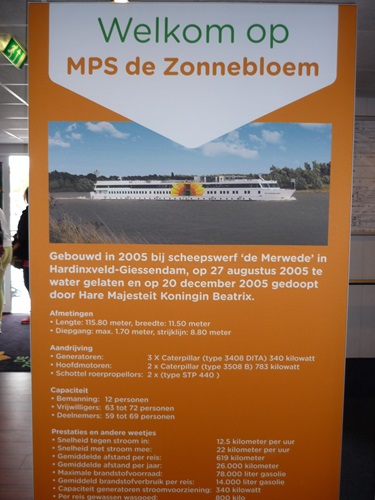 Welkom op
MPS de Zonnebloem
Gebouwd in 2005 bij scheepswerf 'de Merwede' in
Hardinxveld-Giessendam, op 27 augustus 2005 te
water gelaten en op 20 december 2005 gedoopt
door Hare Majesteit Koningin Beatrix.
Afmetingen
• Lengte: 115.80 meter, breedte: 11.50 meter
• Diepgang: max. 1.70 meter, strijklijn: 8.80 meter
Aandrijving
• Generatoren: 3 X Caterpillar (type 3408 DITA) 340 kilowatt
• Hoofdmotoren: 2 x Caterpillar (type 3508 B) 783 kilowatt
• Schottel roerpropellors: 2 x (type STP 440 )
Capaciteit
• Bemanning: 12 personen
• Vrijwilligers: 63 tot 72 personen
• Deelnemers: 59 tot 69 personen
Prestaties en andere weetjes
• Snelheid tegen stroom in: 12.5 kilometer per uur
• Snelheid met stroom mee: 22 kilometer per uur
• Gemiddelde afstand per reis: 619 kilometer
• Gemiddelde afstand per jaar: 26.000 kilometer
• Maximale brandstofvoorraad: 78.000 liter gasolie
• Gemiddeld brandstofverbruik per reis: 14.000 liter gasolie
• Capaciteit generatoren stroomvoorziening: 340 kilowatt
• Per reis gewassen wasgoed: 800 kilo